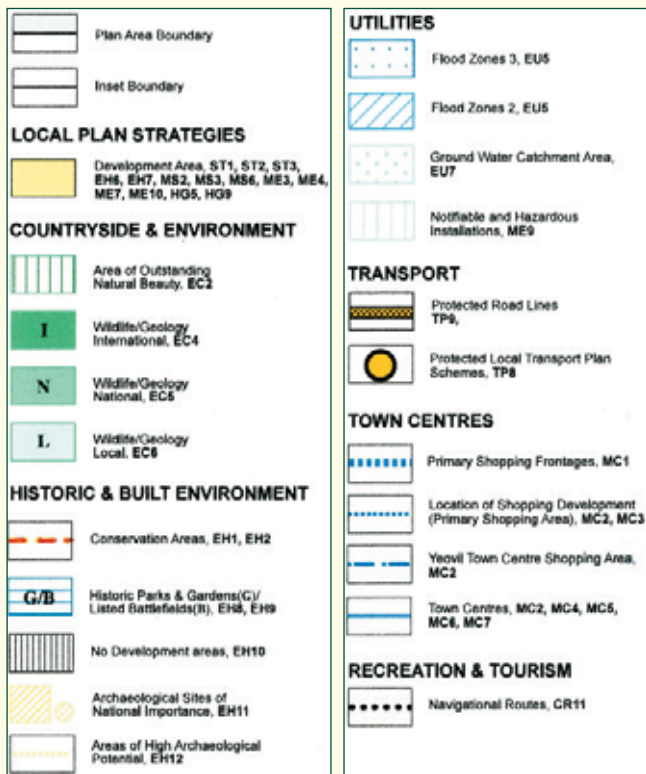 Plan Area Boundary
Inset Boundary
LOCAL PLAN STRATEGIES
Development Area, ST1, ST2, ST3,
EH6, EH7, MS2, MS3, MS6, ME3, ME4,
ME7, ME10, HG5, HG9
COUNTRYSIDE & ENVIRONMENT
Area of Outstanding
Natural Beauty, EC2
I
Wildlife/Geology
International, EC4
N
Wildlife/Geology
National, EC5
L
Wildlife/Geology
Local, EC6
HISTORIC & BUILT ENVIRONMENT
Conservation Areas, EH1, EH2
G/B
Historic Parks & Gardens(G)/
Listed Battlefields(B), EH8, EH9
No Development areas, EH10
Archaeological Sites of
National Importance, EH11
Areas of High Archaeological
Potential, EH12
UTILITIES
Flood Zones 3, EU5
Flood Zones 2, EU5
Ground Water Catchment Area,
EU7
Notifiable and Hazardous
Installations, ME9
TRANSPORT
Protected Road Lines
TP9,
Protected Local Transport Plan
Schemes, TP8
TOWN CENTRES
Primary Shopping Frontages, MC1
Location of Shopping Development
(Primary Shopping Area), MC2, MC3
Yeovil Town Centre Shopping Area,
MC2
Town Centres, MC2, MC4, MC5,
MC6, MC7
RECREATION & TOURISM
Navigational Routes, CR11